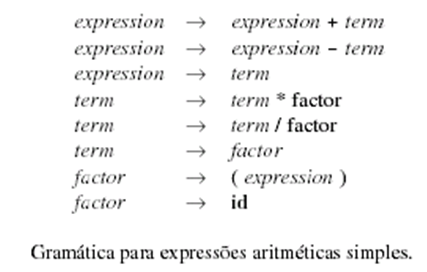 expression → expression + term
expression → expression − term
expression → term
term → term * factor
term → term / factor
term → factor
factor → ( expression )
factor → id
Gramática para expressões aritméticas simples.